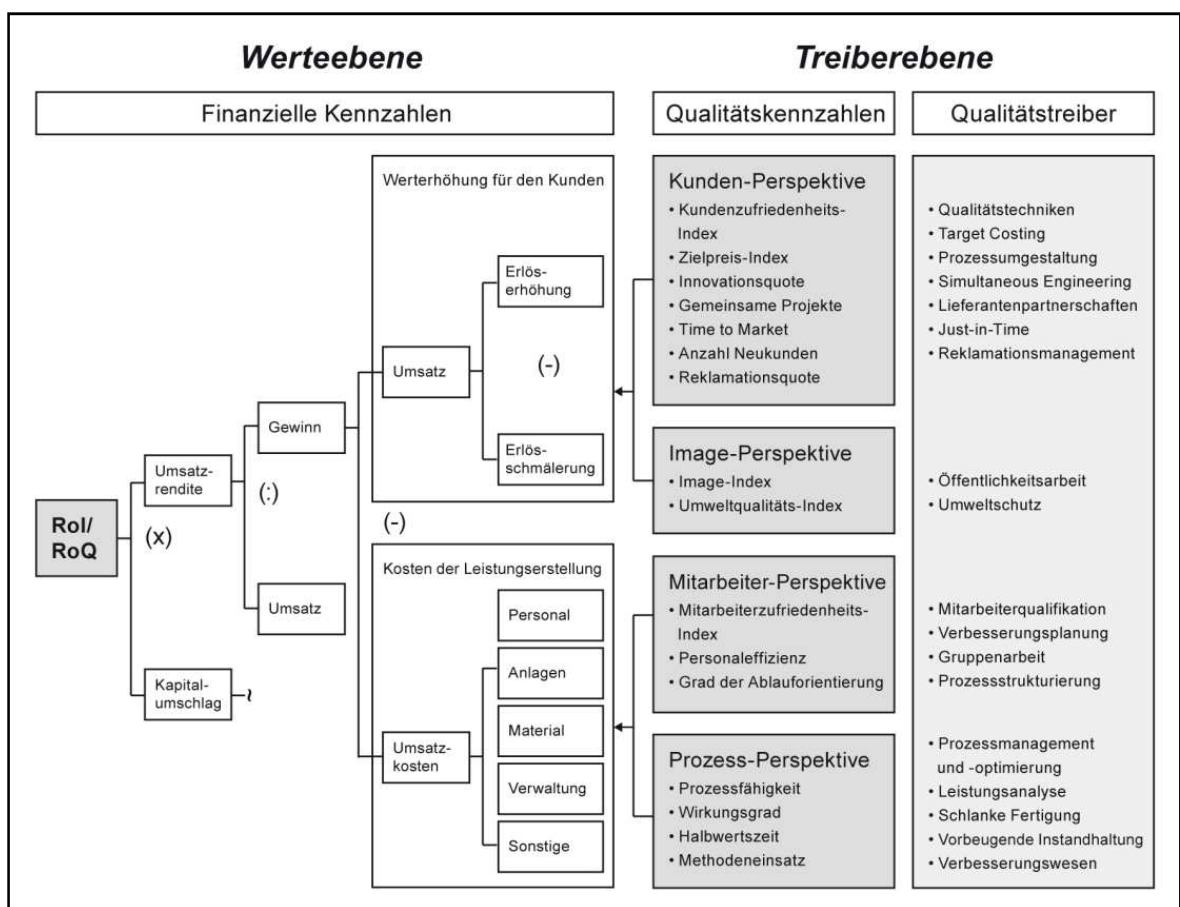 Werteebene
Treiberebene
Finanzielle Kennzahlen
Qualitätskennzahlen
Qualitätstreiber
RoI/
RoQ
(x)
Umsatz-
rendite
Kapital-
umschlag
~
(:)
Gewinn
Umsatz
(-)
Werterhöhung für den Kunden
Umsatz
Erlös-
erhöhung
(-)
Erlös-
schmälerung
Kosten der Leistungserstellung
Umsatz-
kosten
Personal
Anlagen
Material
Verwaltung
Sonstige
Kunden-Perspektive
• Kundenzufriedenheits-
Index
• Zielpreis-Index
• Innovationsquote
• Gemeinsame Projekte
• Time to Market
• Anzahl Neukunden
• Reklamationsquote
Image-Perspektive
• Image-Index
• Umweltqualitäts-Index
Mitarbeiter-Perspektive
• Mitarbeiterzufriedenheits-
Index
• Personaleffizienz
• Grad der Ablauforientierung
Prozess-Perspektive
• Prozessfähigkeit
• Wirkungsgrad
• Halbwertszeit
• Methodeneinsatz
• Qualitätstechniken
• Target Costing
• Prozessumgestaltung
• Simultaneous Engineering
• Lieferantenpartnerschaften
• Just-in-Time
• Reklamationsmanagement
• Öffentlichkeitsarbeit
• Umweltschutz
• Mitarbeiterqualifikation
• Verbesserungsplanung
• Gruppenarbeit
• Prozessstrukturierung
• Prozessmanagement
und -optimierung
• Leistungsanalyse
• Schlanke Fertigung
• Vorbeugende Instandhaltung
• Verbesserungswesen